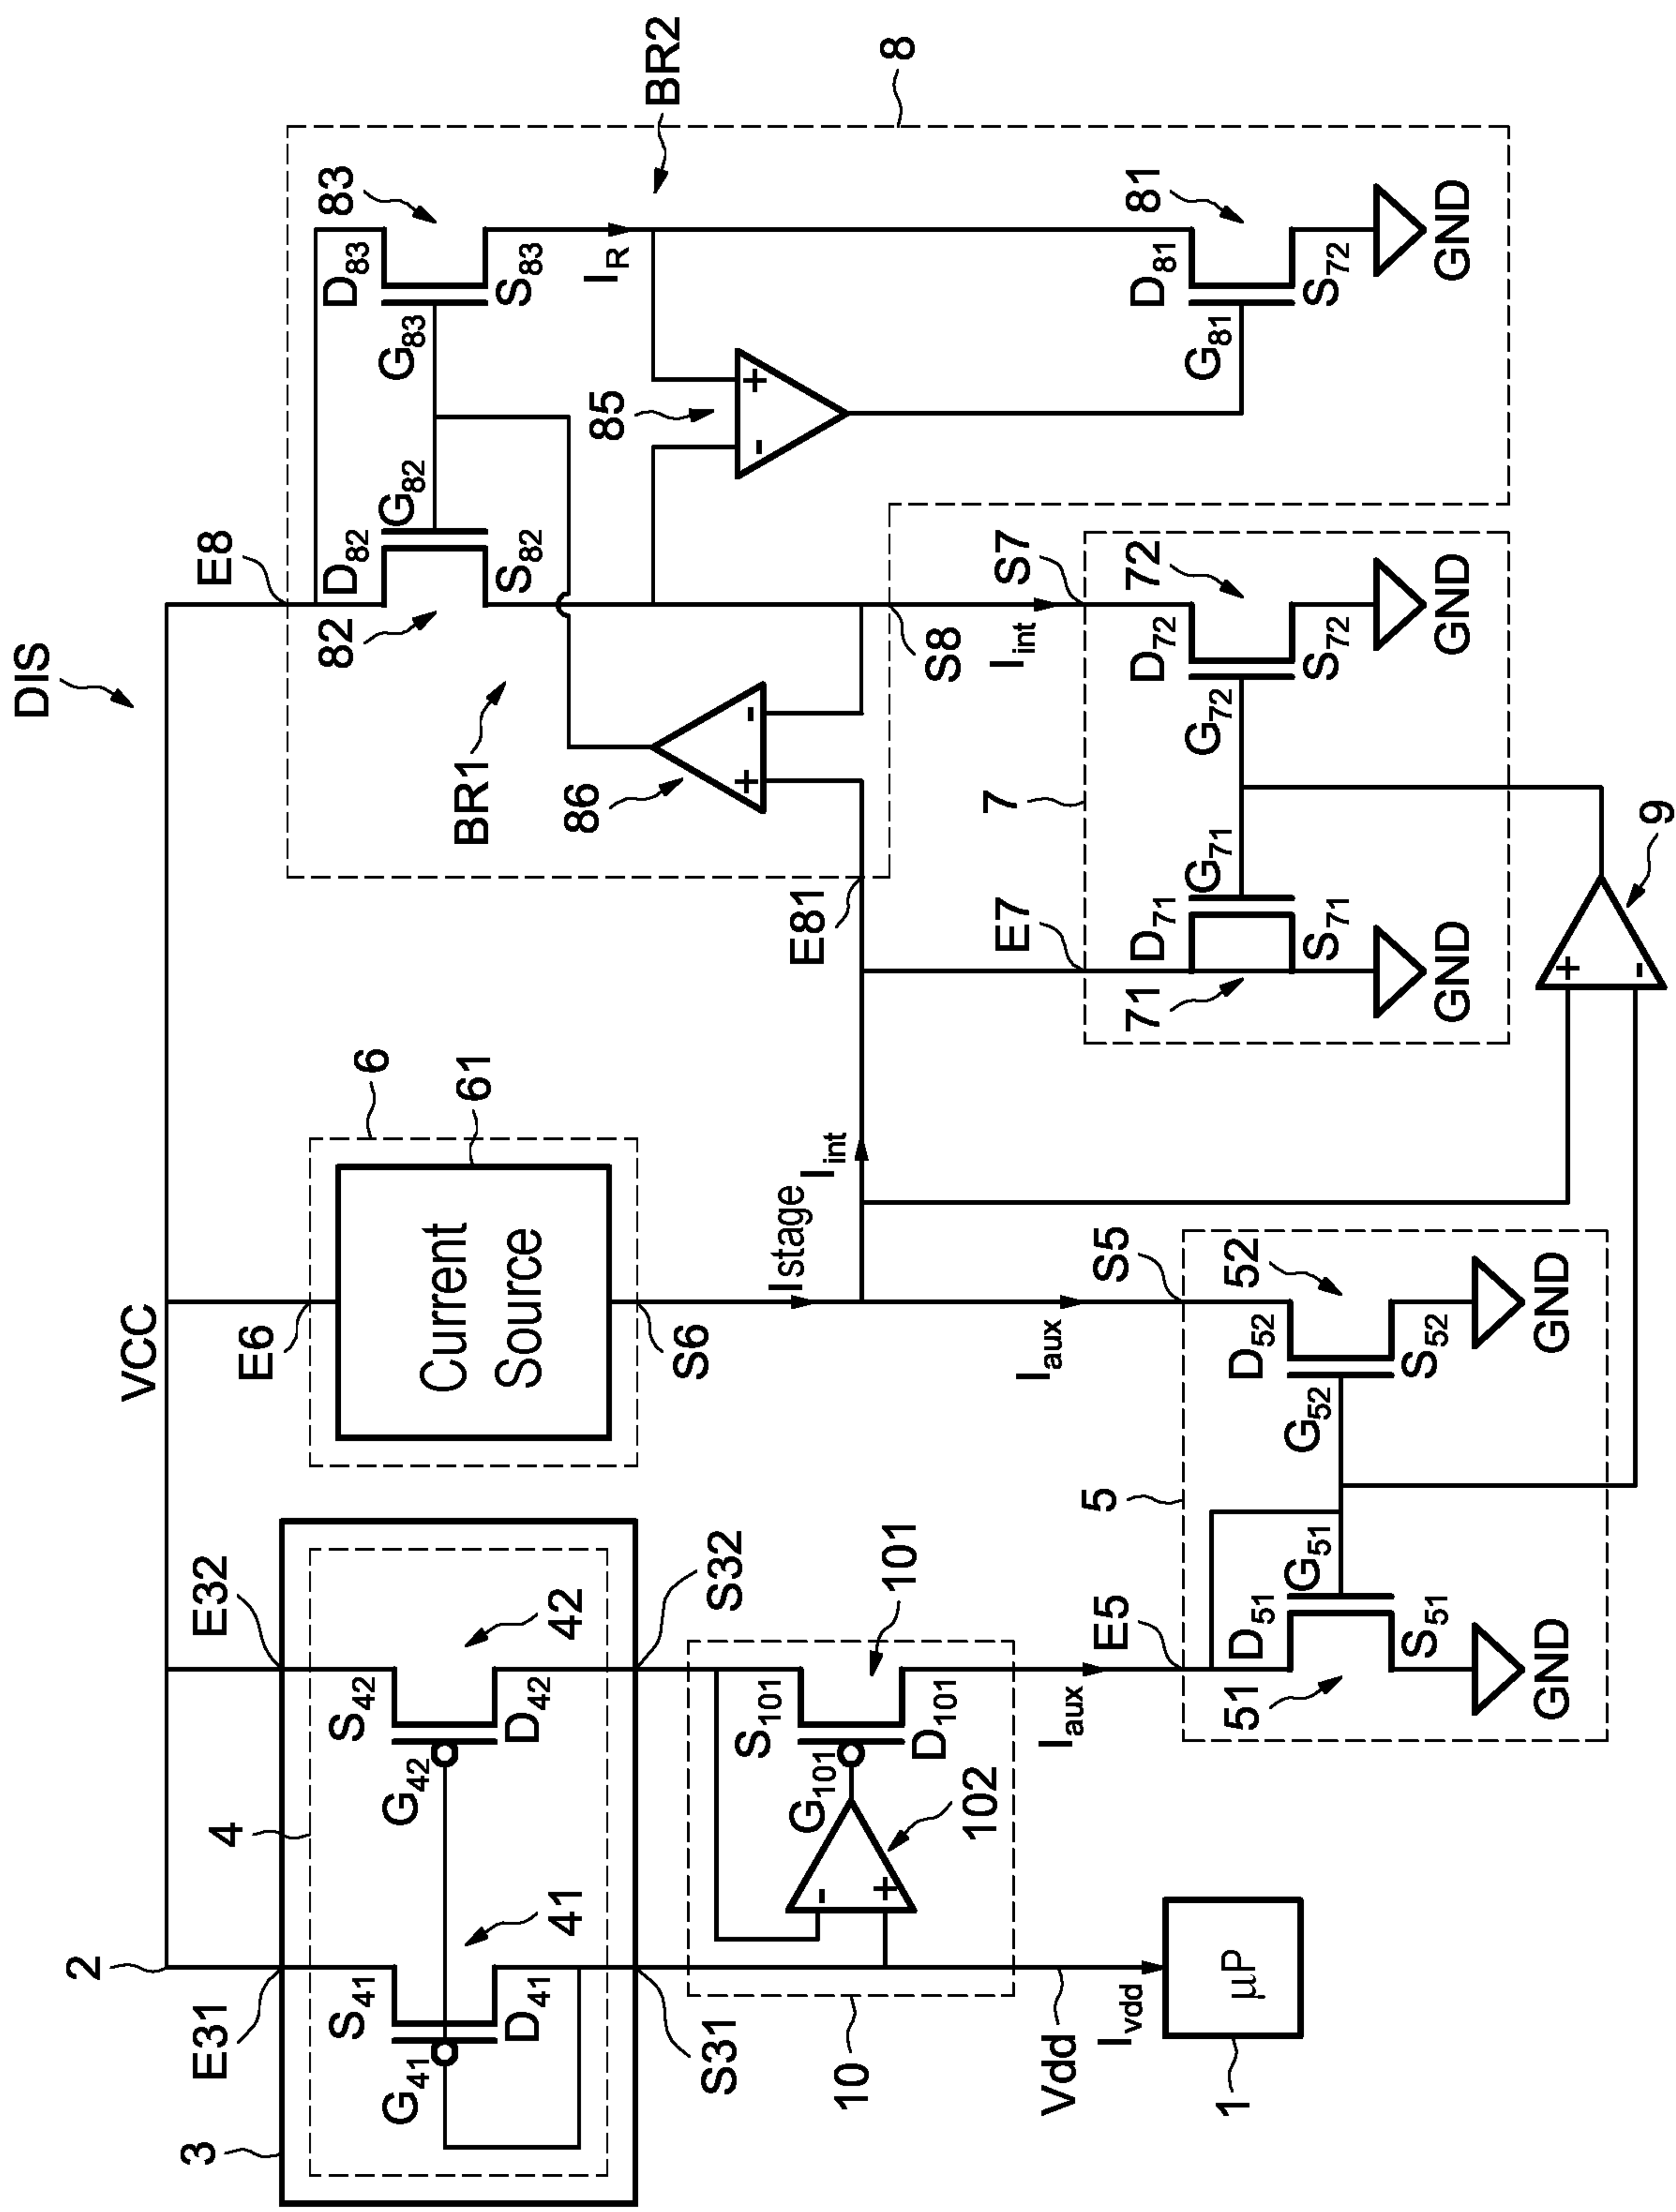 DIS
VCC
2
E31
E32
E6
E8
3
4
S41
G41
D41
41
S42
G42
D42
42
S31
S32
6
61
Current
Source
S6
Istage
Iint
82
D82
G82
S82
83
D83
G83
S83
BR1
BR2
8
86
+
-
85
-
+
IR
E81
S8
Iint
D81
G81
S72
81
GND
10
102
-
+
S101
G101
D101
101
Vdd
Ivdd
μP
1
Iaux
E5
Iaux
S5
5
51
D51
G51
S51
GND
52
D52
G52
S52
GND
E7
S7
7
71
D71
G71
S71
GND
72
D72
G72
S72
GND
+
-
9